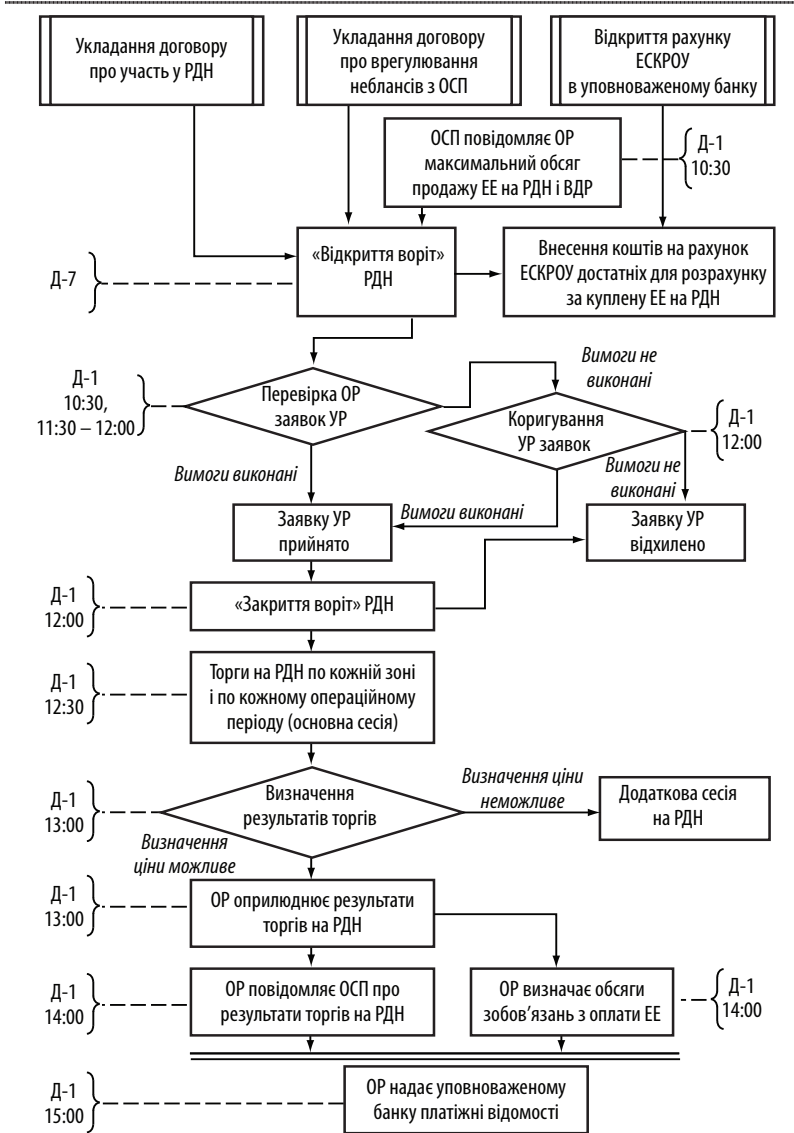 Укладання договору
про участь у РДН
Укладання договору
про врегулювання
неблансів з ОСП
Відкриття рахунку
ЕСКРОУ
в уповноваженому банку
ОСП повідомляє ОР
максимальний обсяг
продажу ЕЕ на РДН і ВДР
Д-1
10:30
«Відкриття воріт»
РДН
Внесення коштів на рахунок
ЕСКРОУ достатніх для розрахунку
за куплену ЕЕ на РДН
Д-7
Д-1
10:30,
11:30 – 12:00
Перевірка ОР
заявок УР
Вимоги не
виконані
Коригування
УР заявок
Д-1
12:00
Вимоги виконані
Вимоги не
виконані
Заявку УР
прийнято
Вимоги виконані
Заявку УР
відхилено
Д-1
12:00
«Закриття воріт» РДН
Д-1
12:30
Торги на РДН по кожній зоні
і по кожному операційному
періоду (основна сесія)
Д-1
13:00
Визначення
результатів торгів
Визначення ціни
неможливе
Додаткова сесія
на РДН
Визначення
ціни можливе
Д-1
13:00
ОР оприлюднює результати
торгів на РДН
Д-1
14:00
ОР повідомляє ОСП про
результати торгів на РДН
ОР визначає обсяги
зобов’язань з оплати ЕЕ
Д-1
14:00
Д-1
15:00
ОР надає уповноваженому
банку платіжні відомості